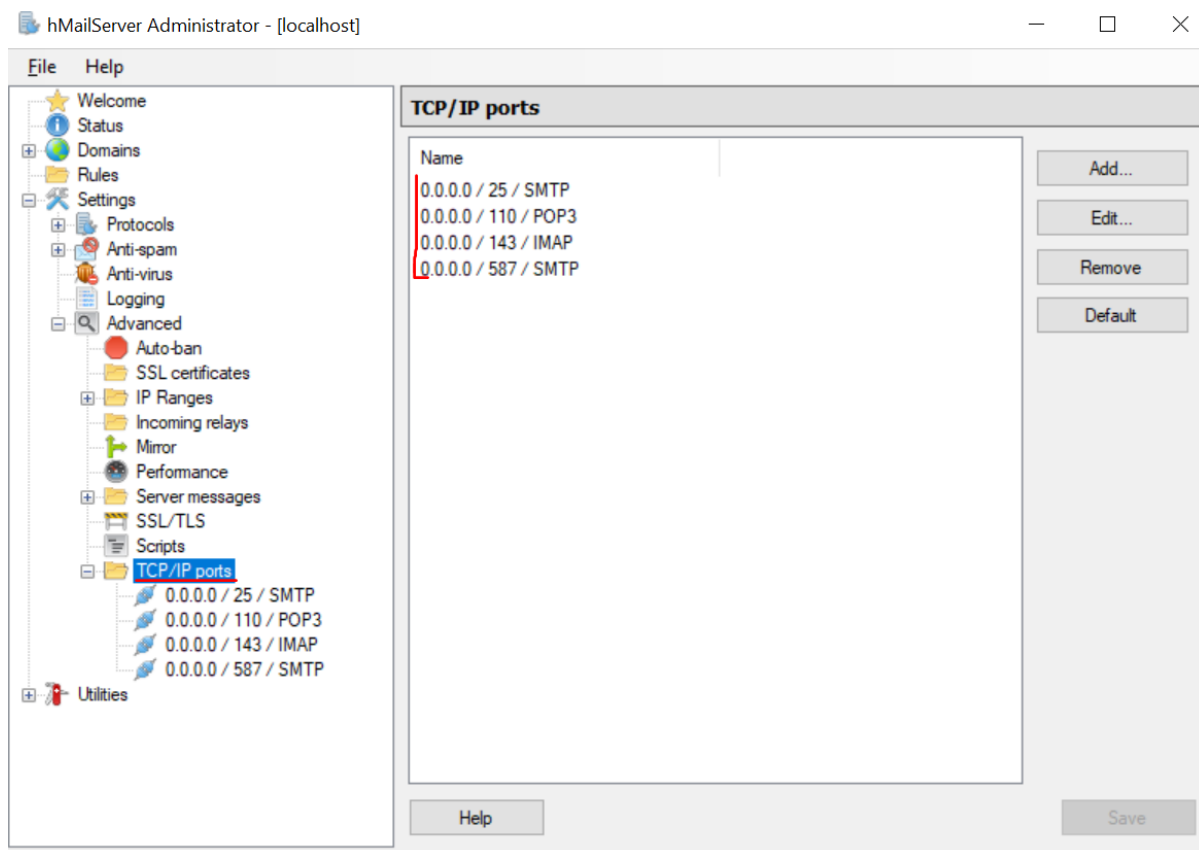 hMailServer Administrator - [localhost]
File Help
Welcome
Status
Domains
Rules
Settings
Protocols
Anti-spam
Anti-virus
Logging
Advanced
Auto-ban
SSL certificates
IP Ranges
Incoming relays
Mirror
Performance
Server messages
SSL/TLS
Scripts
TCP/IP ports
0.0.0.0 / 25 / SMTP
0.0.0.0 / 110 / POP3
0.0.0.0 / 143 / IMAP
0.0.0.0 / 587 / SMTP
Utilities
TCP/IP ports
Name
0.0.0.0 / 25 / SMTP
0.0.0.0 / 110 / POP3
0.0.0.0 / 143 / IMAP
0.0.0.0 / 587 / SMTP
Add...
Edit...
Remove
Default
Help
Save